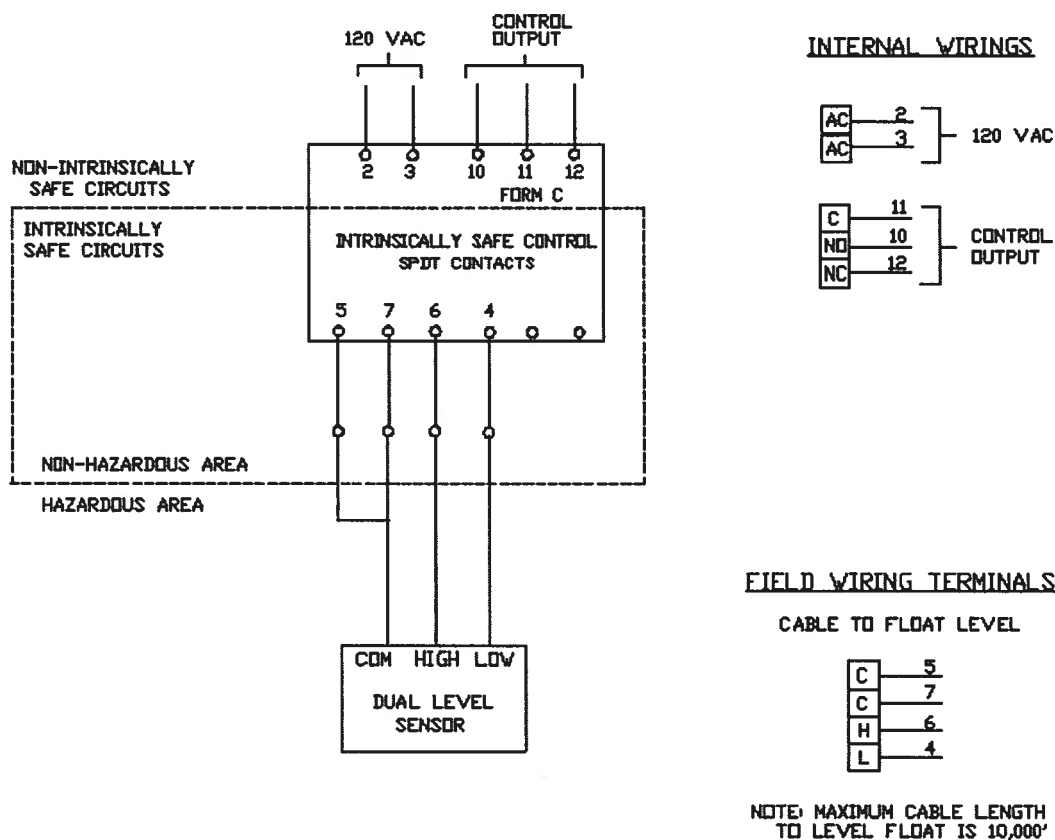 120 VAC
CONTROL
OUTPUT
2 3 10 11 12
FORM C
NON-INTRINSICALLY
SAFE CIRCUITS
INTRINSICALLY
SAFE CIRCUITS
INTRINSICALLY SAFE CONTROL
SPDT CONTACTS
5 7 6 4
NON-HAZARDOUS AREA
HAZARDOUS AREA
COM HIGH LOW
DUAL LEVEL
SENSOR
INTERNAL WIRINGS
AC 2
AC 3
120 VAC
C 11
NO 10
NC 12
CONTROL
OUTPUT
FIELD WIRING TERMINALS
CABLE TO FLOAT LEVEL
C 5
C 7
H 6
L 4
NOTE: MAXIMUM CABLE LENGTH
TO LEVEL FLOAT IS 10,000'